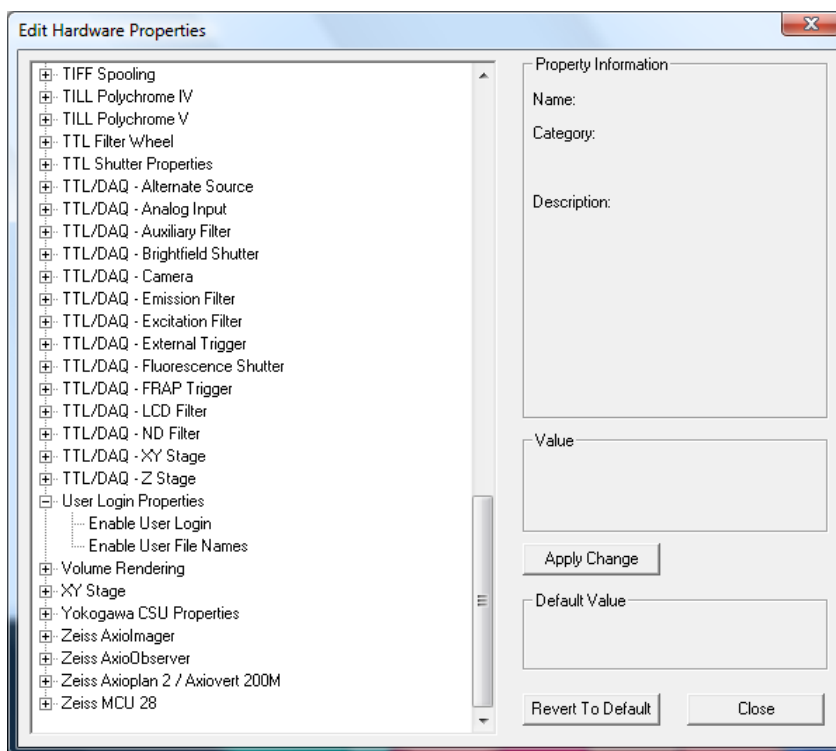 Edit Hardware Properties
TIFF Spooling
TILL Polychrome IV
TILL Polychrome V
TTL Filter Wheel
TTL Shutter Properties
TTL/DAQ - Alternate Source
TTL/DAQ - Analog Input
TTL/DAQ - Auxiliary Filter
TTL/DAQ - Brightfield Shutter
TTL/DAQ - Camera
TTL/DAQ - Emission Filter
TTL/DAQ - Excitation Filter
TTL/DAQ - External Trigger
TTL/DAQ - Fluorescence Shutter
TTL/DAQ - FRAP Trigger
TTL/DAQ - LCD Filter
TTL/DAQ - ND Filter
TTL/DAQ - XY Stage
TTL/DAQ - Z Stage
User Login Properties
Enable User Login
Enable User File Names
Volume Rendering
XY Stage
Yokogawa CSU Properties
Zeiss AxioImager
Zeiss AxioObserver
Zeiss Axioplan 2 / Axiovert 200M
Zeiss MCU 28
Property Information
Name:
Category:
Description:
Value
Apply Change
Default Value
Revert To Default
Close